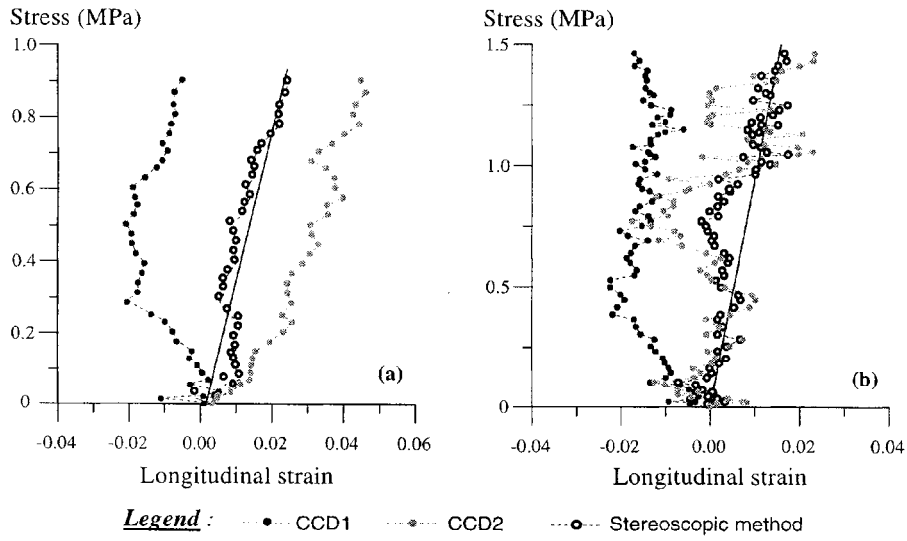 Stress (MPa)
1.0
0.8
0.6
0.4
0.2
0
-0.04 -0.02 0.00 0.02 0.04 0.06
Longitudinal strain
(a)
Stress (MPa)
1.5
1.0
0.5
0
-0.04 -0.02 0.00 0.02 0.04
Longitudinal strain
(b)
Legend : CCD1 CCD2 Stereoscopic method